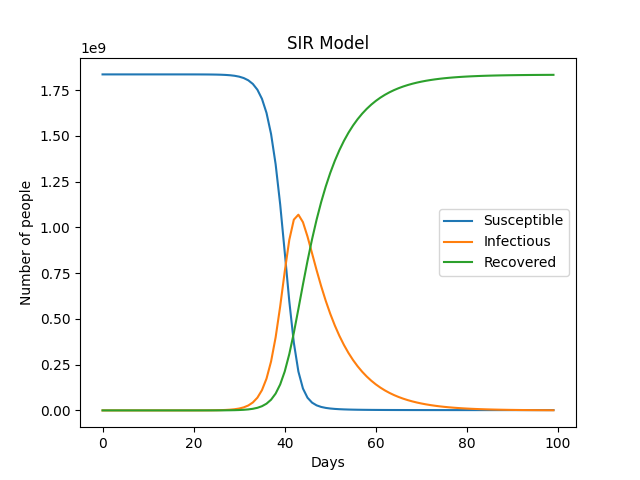 SIR Model
1e9
1.75
1.50
1.25
1.00
0.75
0.50
0.25
0.00
Number of people
Susceptible
Infectious
Recovered
0 20 40 60 80 100
Days